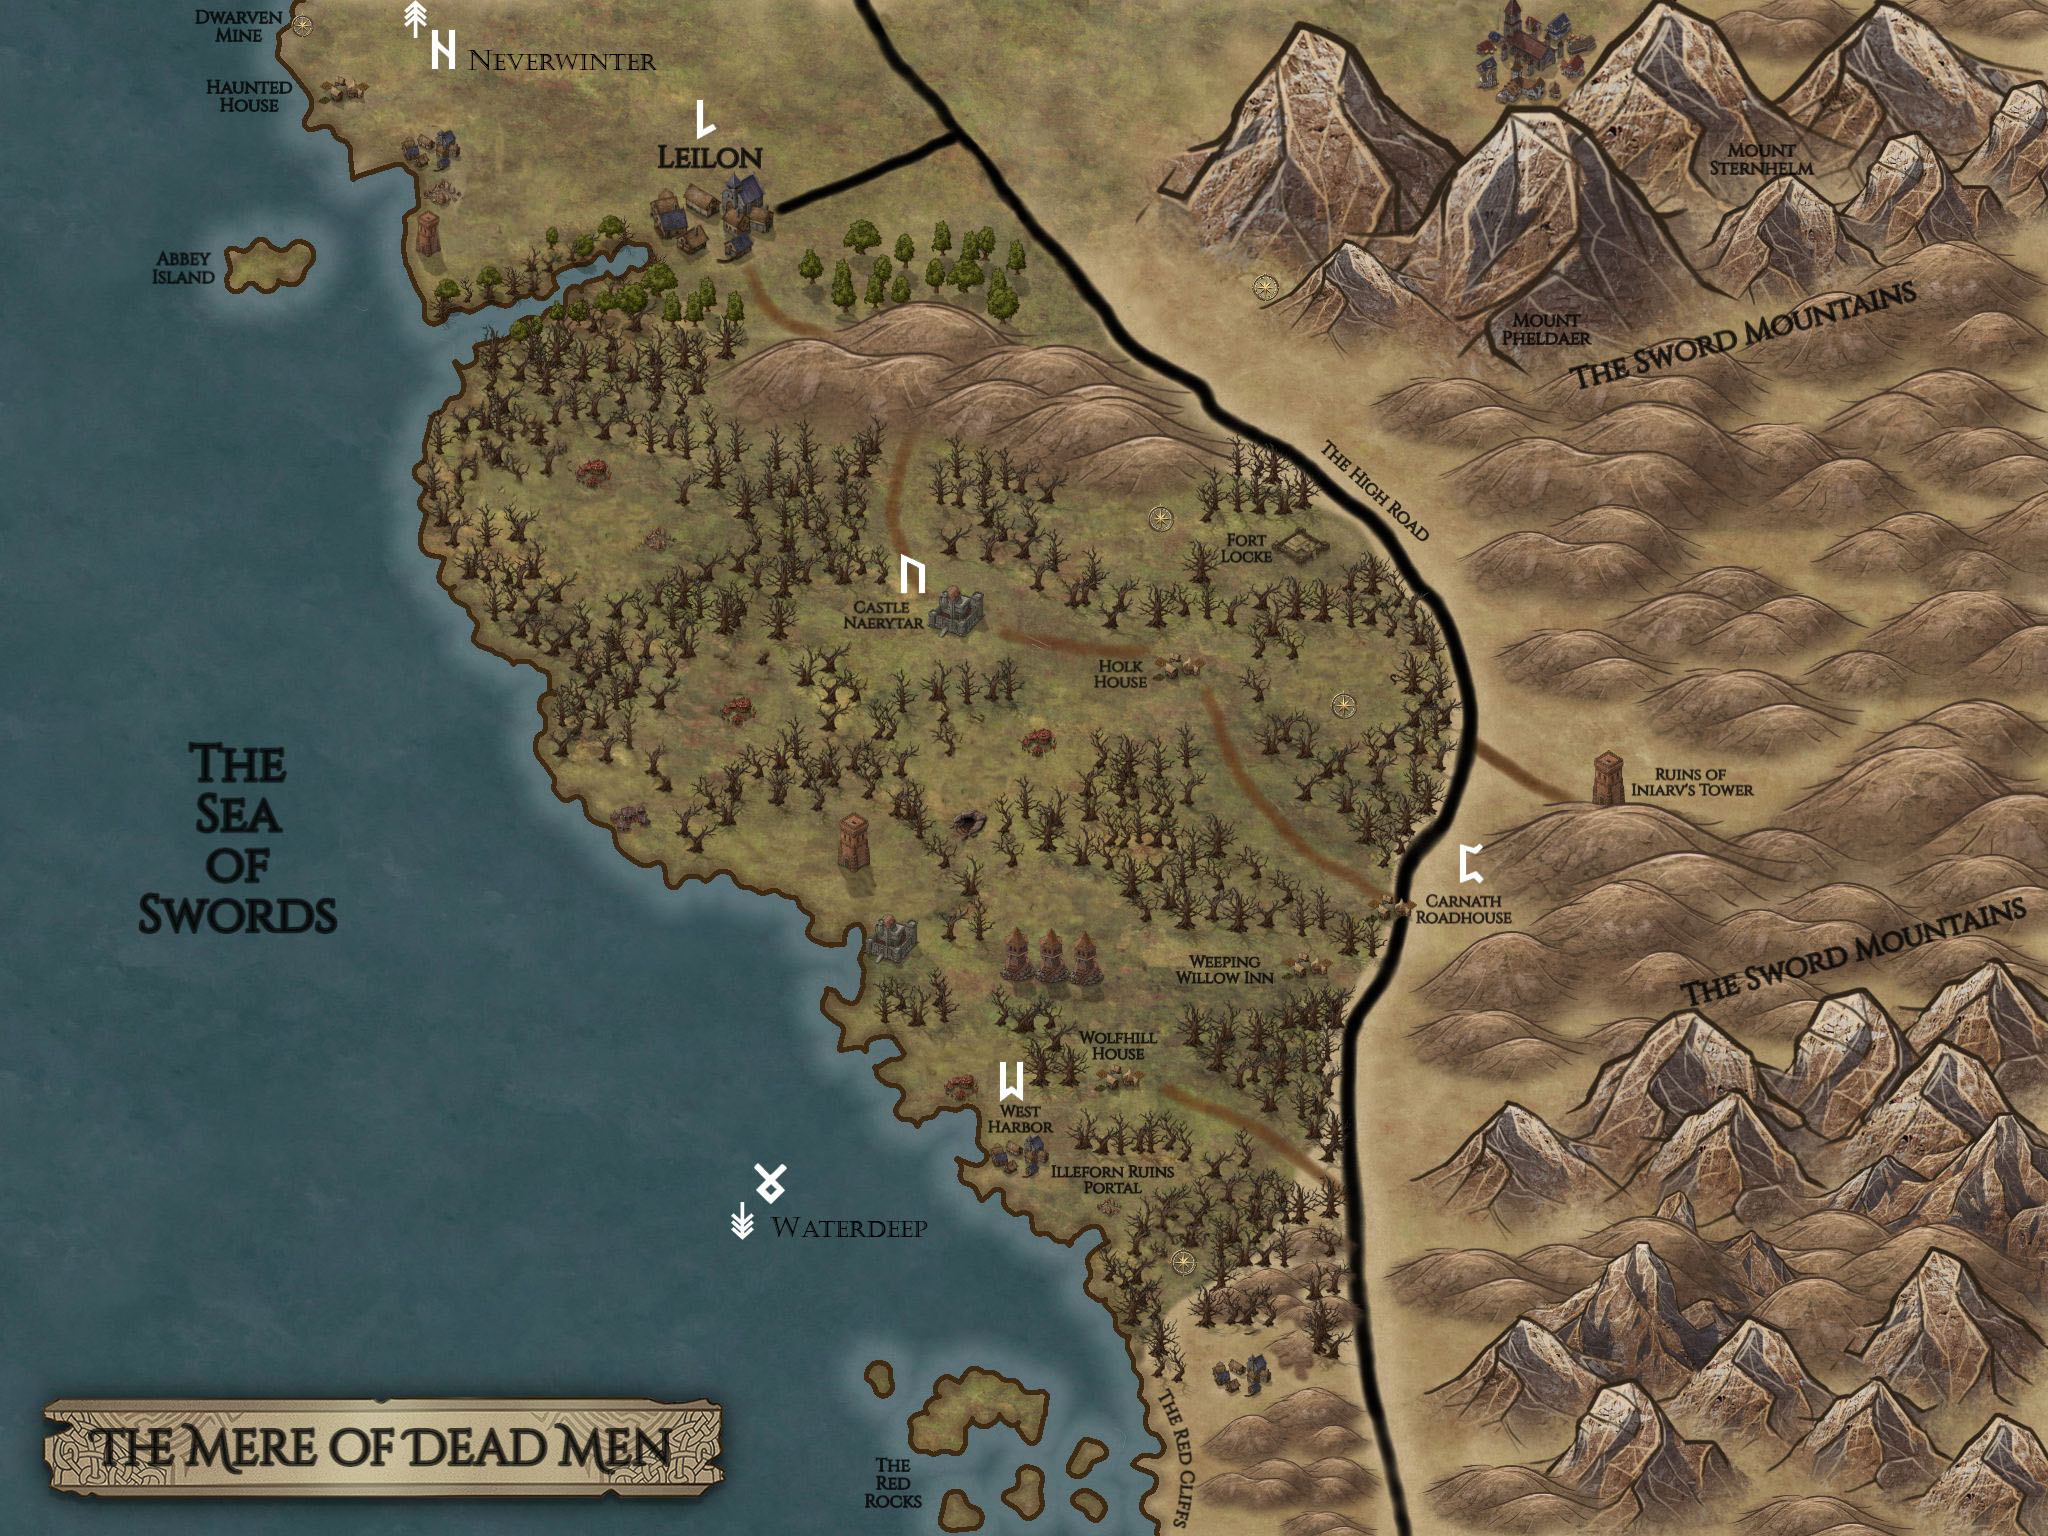 Dwarven
Mine
Neverwinter
Haunted
House
Leilon
Mount
Sternhelm
Abbey
Island
Mount
Pheldaer
The Sword Mountains
The High Road
Fort
Locke
Castle
Naerytar
Holk
House
The
Sea
of
Swords
Ruins of
Iniarv's Tower
Carnath
Roadhouse
Weeping
Willow Inn
The Sword Mountains
Wolfhill
House
West
Harbor
Illeforn Ruins
Portal
Waterdeep
The Red Cliffs
The Mere of Dead Men
The
Red
Rocks